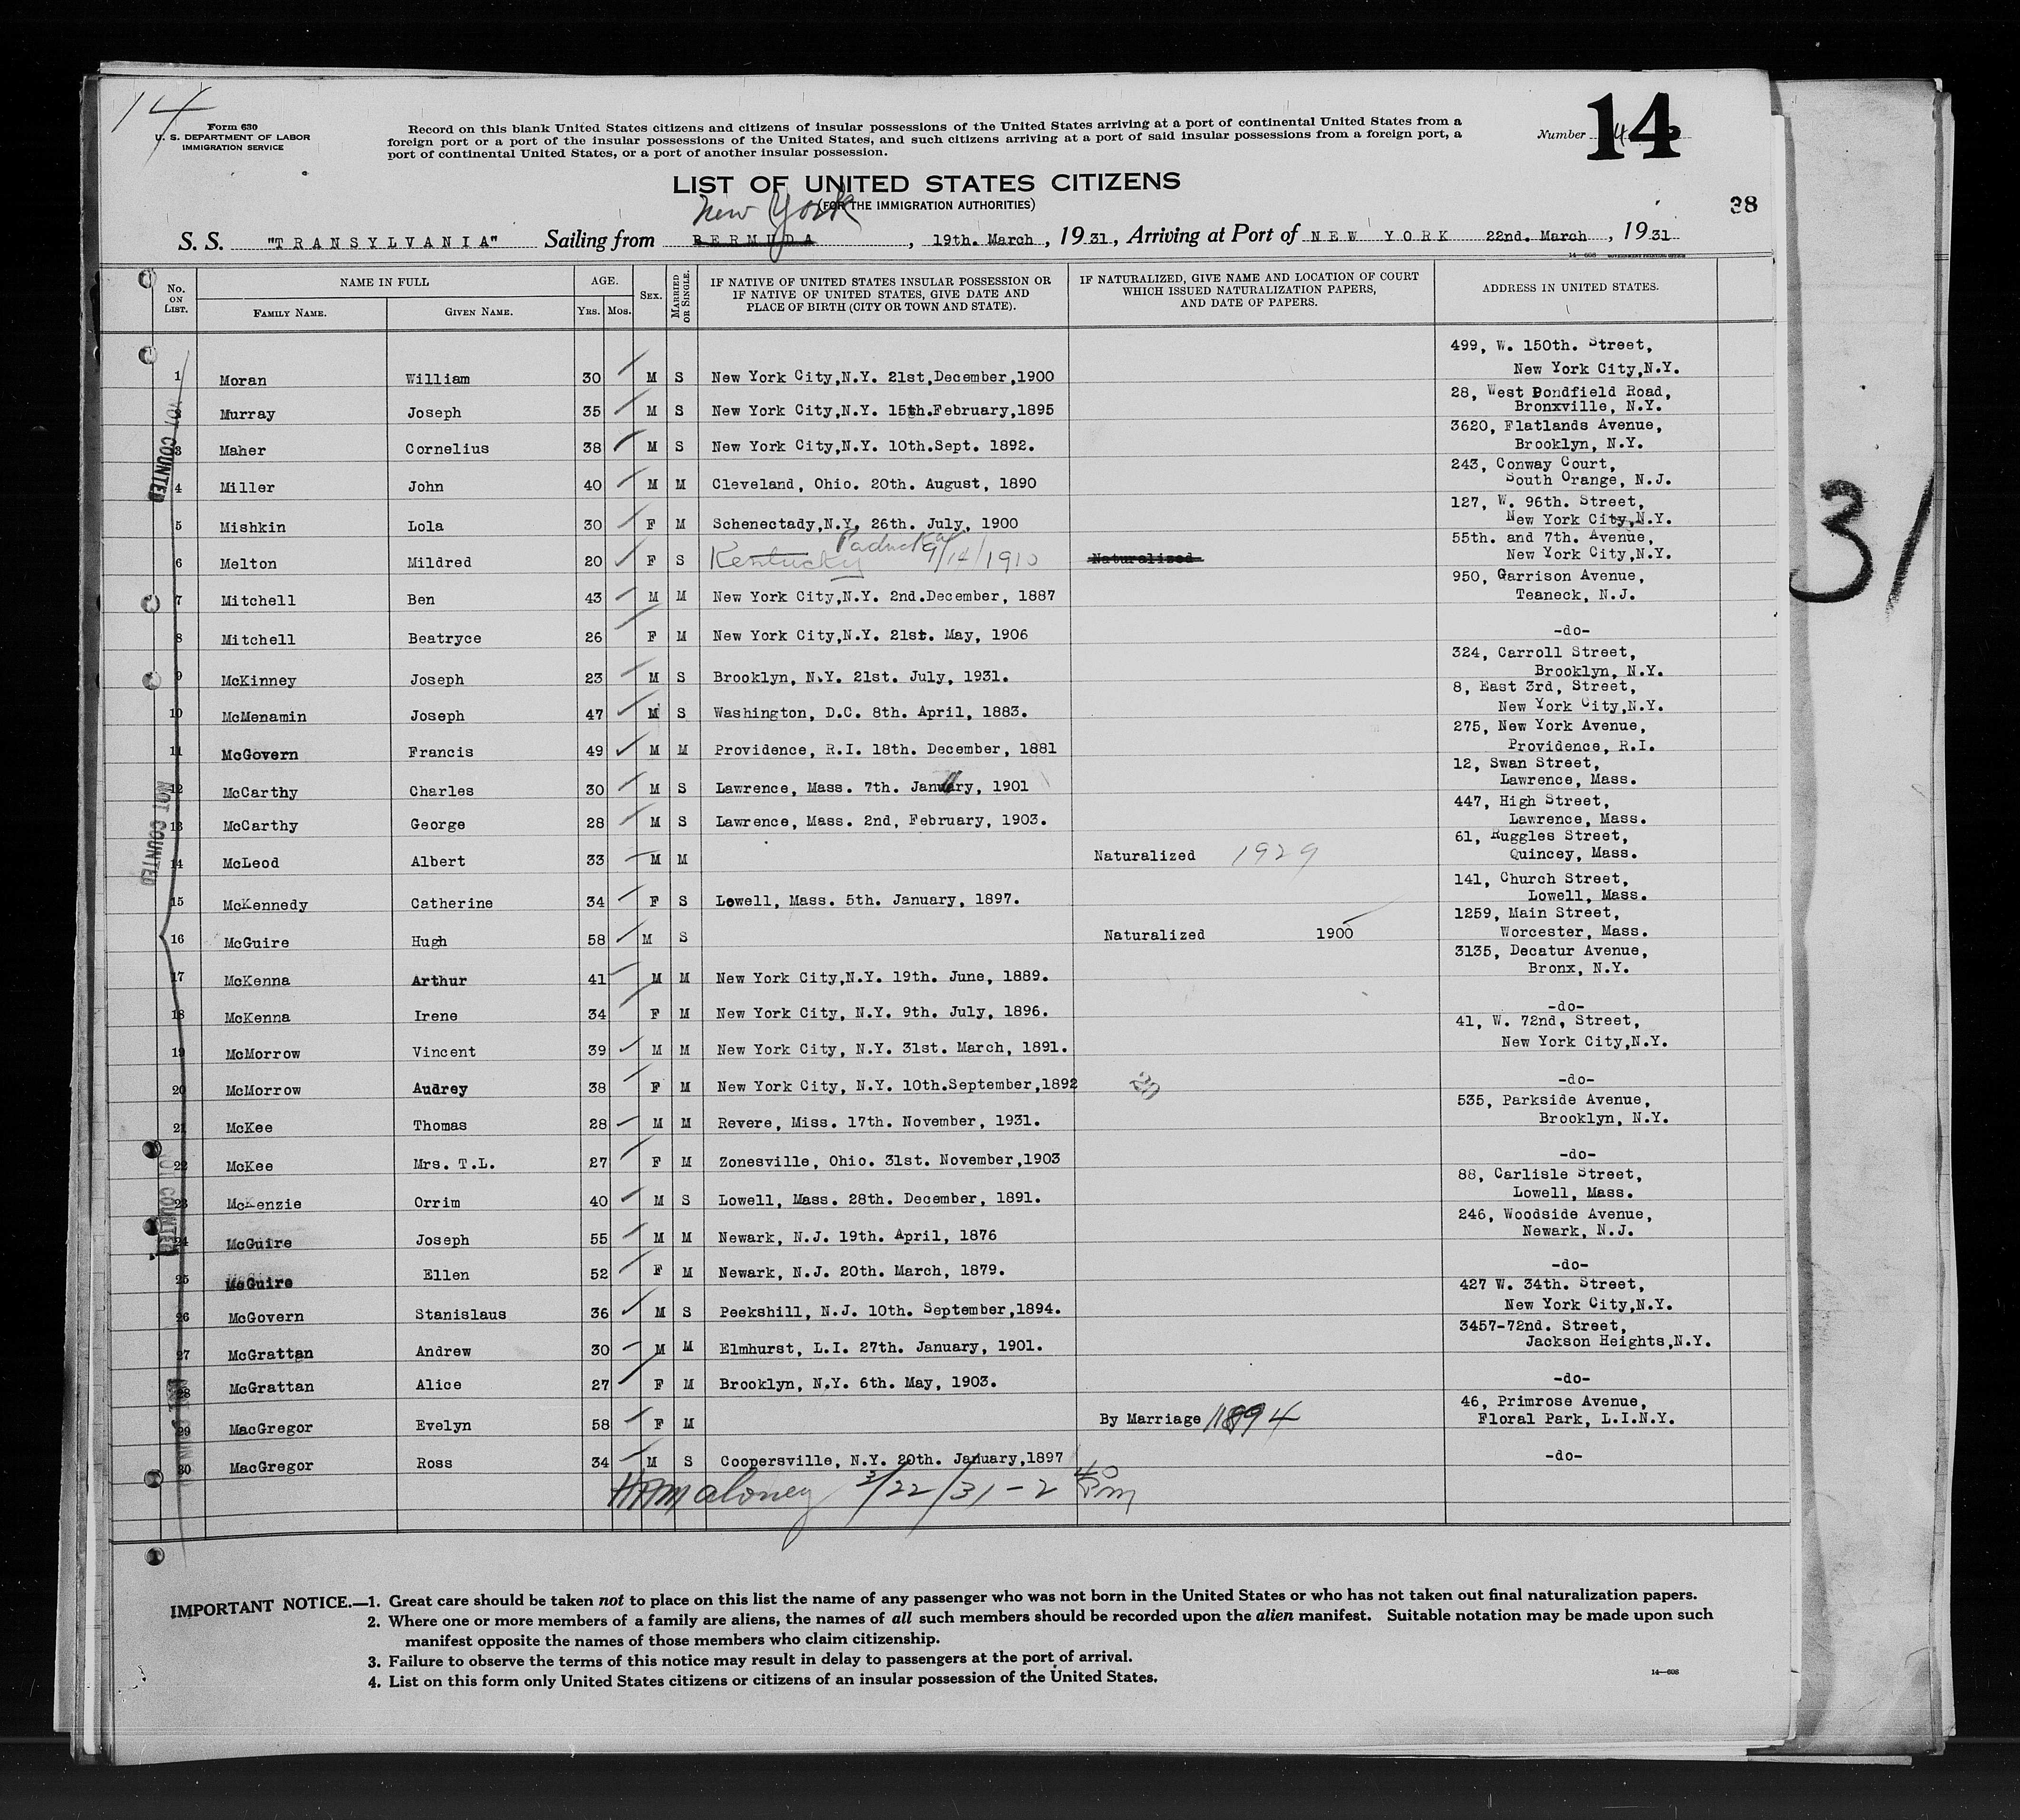 14
Form 630
U. S. DEPARTMENT OF LABOR
IMMIGRATION SERVICE
Record on this blank United States citizens and citizens of insular possessions of the United States arriving at a port of continental United States from a
foreign port or a port of the insular possessions of the United States, and such citizens arriving at a port of said insular possessions from a foreign port, a
port of continental United States, or a port of another insular possession.
Number 14
LIST OF UNITED STATES CITIZENS
(FOR THE IMMIGRATION AUTHORITIES)
38
New York
S. S. "TRANSYLVANIA" Sailing from BERMUDA, 19th. March, 1931, Arriving at Port of NEW YORK 22nd. March, 1931
14-608 GOVERNMENT PRINTING OFFICE
No. ON LIST. NAME IN FULL AGE. SEX. MARRIED OR SINGLE. IF NATIVE OF UNITED STATES INSULAR POSSESSION OR IF NATIVE OF UNITED STATES, GIVE DATE AND PLACE OF BIRTH (CITY OR TOWN AND STATE). IF NATURALIZED, GIVE NAME AND LOCATION OF COURT WHICH ISSUED NATURALIZATION PAPERS, AND DATE OF PAPERS. ADDRESS IN UNITED STATES.
FAMILY NAME. GIVEN NAME. YRS. MOS.
499, W. 150th. Street,
1 Moran William 30 M S New York City,N.Y. 21st,December,1900 New York City,N.Y.
28, West Pondfield Road,
2 Murray Joseph 35 M S New York City,N.Y. 15th.February,1895 Bronxville, N.Y.
3620, Flatlands Avenue,
3 Maher Cornelius 38 M S New York City,N.Y. 10th.Sept. 1892. Brooklyn, N.Y.
243, Conway Court,
4 Miller John 40 M M Cleveland, Ohio. 20th. August, 1890 South Orange, N.J.
127, W. 96th. Street,
5 Mishkin Lola 30 F M Schenectady,N.Y. 26th. July, 1900 New York City,N.Y.
55th. and 7th. Avenue,
6 Melton Mildred 20 F S Kentucky Paducka 9/14/1910 Naturalized New York City,N.Y.
950, Garrison Avenue,
7 Mitchell Ben 43 M M New York City,N.Y. 2nd.December, 1887 Teaneck, N.J.
8 Mitchell Beatryce 26 F M New York City,N.Y. 21st. May, 1906 -do-
324, Carroll Street,
9 McKinney Joseph 23 M S Brooklyn, N.Y. 21st. July, 1931. Brooklyn, N.Y.
8, East 3rd, Street,
10 McMenamin Joseph 47 M S Washington, D.C. 8th. April, 1883. New York City,N.Y.
275, New York Avenue,
11 McGovern Francis 49 M M Providence, R.I. 18th. December, 1881 Providence, R.I.
12, Swan Street,
12 McCarthy Charles 30 M S Lawrence, Mass. 7th. January, 1901 Lawrence, Mass.
447, High Street,
13 McCarthy George 28 M S Lawrence, Mass. 2nd, February, 1903. Lawrence, Mass.
61, Ruggles Street,
14 McLeod Albert 33 M M Naturalized 1929 Quincey, Mass.
141, Church Street,
15 McKennedy Catherine 34 F S Lowell, Mass. 5th. January, 1897. Lowell, Mass.
1259, Main Street,
16 McGuire Hugh 58 M S Naturalized 1900 Worcester, Mass.
3135, Decatur Avenue,
17 McKenna Arthur 41 M M New York City,N.Y. 19th. June, 1889. Bronx, N.Y.
18 McKenna Irene 34 F M New York City, N.Y. 9th. July, 1896. -do-
41, W. 72nd, Street,
19 McMorrow Vincent 39 M M New York City, N.Y. 31st. March, 1891. New York City,N.Y.
20 McMorrow Audrey 38 F M New York City, N.Y. 10th.September,1892 20 -do-
535, Parkside Avenue,
21 McKee Thomas 28 M M Revere, Miss. 17th. November, 1931. Brooklyn, N.Y.
22 McKee Mrs. T.L. 27 F M Zonesville, Ohio. 31st. November,1903 -do-
88, Carlisle Street,
23 McKenzie Orrim 40 M S Lowell, Mass. 28th. December, 1891. Lowell, Mass.
246, Woodside Avenue,
24 McGuire Joseph 55 M M Newark, N.J. 19th. April, 1876 Newark, N.J.
25 McGuire Ellen 52 F M Newark, N.J. 20th. March, 1879. -do-
427 W. 34th. Street,
26 McGovern Stanislaus 36 M S Peekshill, N.J. 10th. September,1894. New York City,N.Y.
3457-72nd. Street,
27 McGrattan Andrew 30 M M Elmhurst, L.I. 27th. January, 1901. Jackson Heights,N.Y.
28 McGrattan Alice 27 F M Brooklyn, N.Y. 6th. May, 1903. -do-
46, Primrose Avenue,
29 MacGregor Evelyn 58 F M By Marriage 1894 Floral Park, L.I.N.Y.
30 MacGregor Ross 34 M S Coopersville, N.Y. 20th. January,1897 -do-
Maloney 3/22/31 - 2 40 Pm
NOT COUNTED
NOT COUNTED
NOT COUNTED
31
IMPORTANT NOTICE.—1. Great care should be taken not to place on this list the name of any passenger who was not born in the United States or who has not taken out final naturalization papers.
2. Where one or more members of a family are aliens, the names of all such members should be recorded upon the alien manifest. Suitable notation may be made upon such
manifest opposite the names of those members who claim citizenship.
3. Failure to observe the terms of this notice may result in delay to passengers at the port of arrival.
4. List on this form only United States citizens or citizens of an insular possession of the United States.
14—608